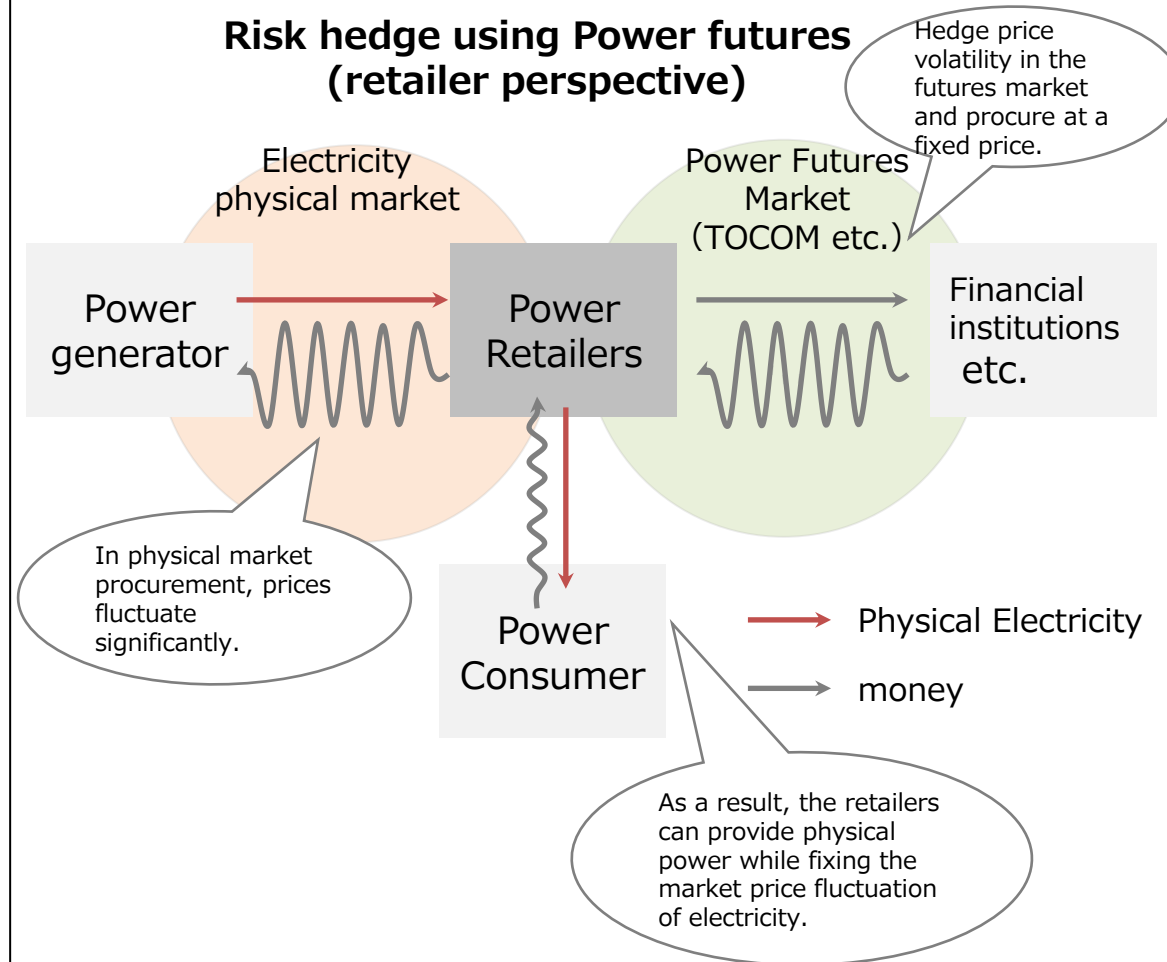 Risk hedge using Power futures
(retailer perspective)
Hedge price
volatility in the
futures market
and procure at a
fixed price.
Electricity
physical market
Power Futures
Market
（TOCOM etc.）
Power
generator
Power
Retailers
Financial
institutions
etc.
In physical market
procurement, prices
fluctuate
significantly.
Power
Consumer
Physical Electricity
money
As a result, the retailers
can provide physical
power while fixing the
market price fluctuation
of electricity.